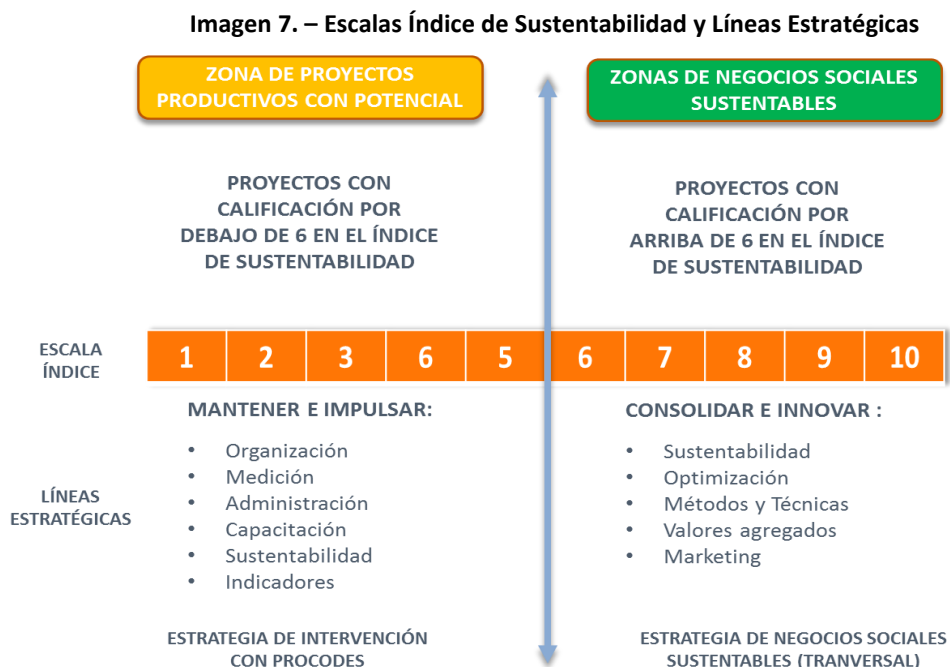 Imagen 7. – Escalas Índice de Sustentabilidad y Líneas Estratégicas
ZONA DE PROYECTOS
PRODUCTIVOS CON POTENCIAL
ZONAS DE NEGOCIOS SOCIALES
SUSTENTABLES
PROYECTOS CON
CALIFICACIÓN POR
DEBAJO DE 6 EN EL ÍNDICE
DE SUSTENTABILIDAD
PROYECTOS CON
CALIFICACIÓN POR
ARRIBA DE 6 EN EL ÍNDICE
DE SUSTENTABILIDAD
ESCALA
ÍNDICE
1 2 3 6 5 6 7 8 9 10
LÍNEAS
ESTRATÉGICAS
MANTENER E IMPULSAR:
• Organización
• Medición
• Administración
• Capacitación
• Sustentabilidad
• Indicadores
CONSOLIDAR E INNOVAR :
• Sustentabilidad
• Optimización
• Métodos y Técnicas
• Valores agregados
• Marketing
ESTRATEGIA DE INTERVENCIÓN
CON PROCODES
ESTRATEGIA DE NEGOCIOS SOCIALES
SUSTENTABLES (TRANVERSAL)